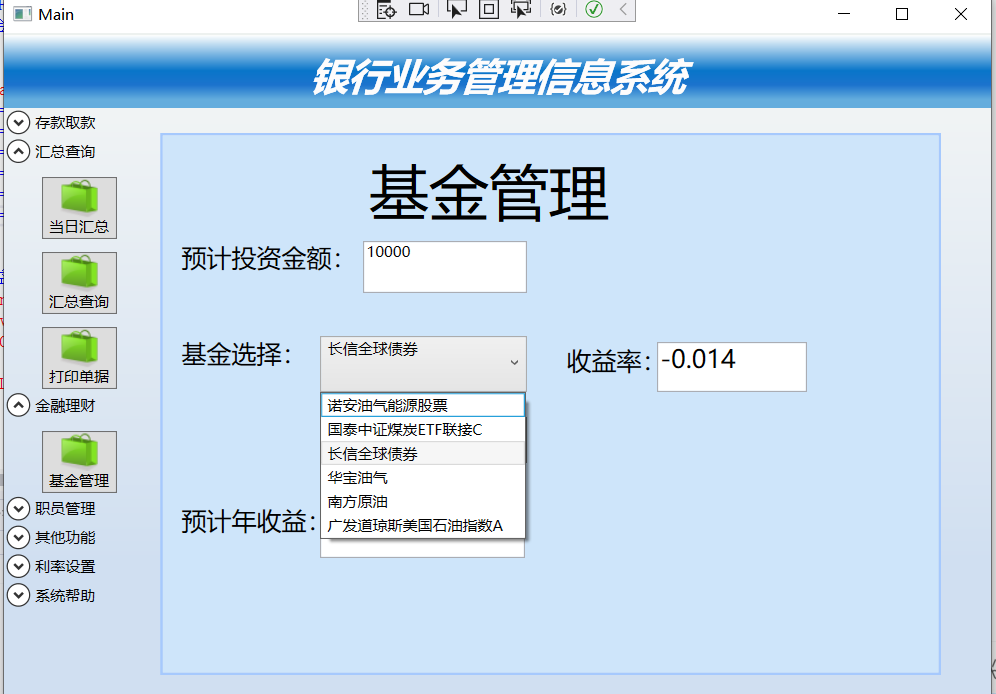 Main
银行业务管理信息系统
存款取款
汇总查询
当日汇总
汇总查询
打印单据
金融理财
基金管理
职员管理
其他功能
利率设置
系统帮助
基金管理
预计投资金额：
10000
基金选择：
长信全球债券
收益率：
-0.014
诺安油气能源股票
国泰中证煤炭ETF联接C
长信全球债券
华宝油气
南方原油
广发道琼斯美国石油指数A
预计年收益：